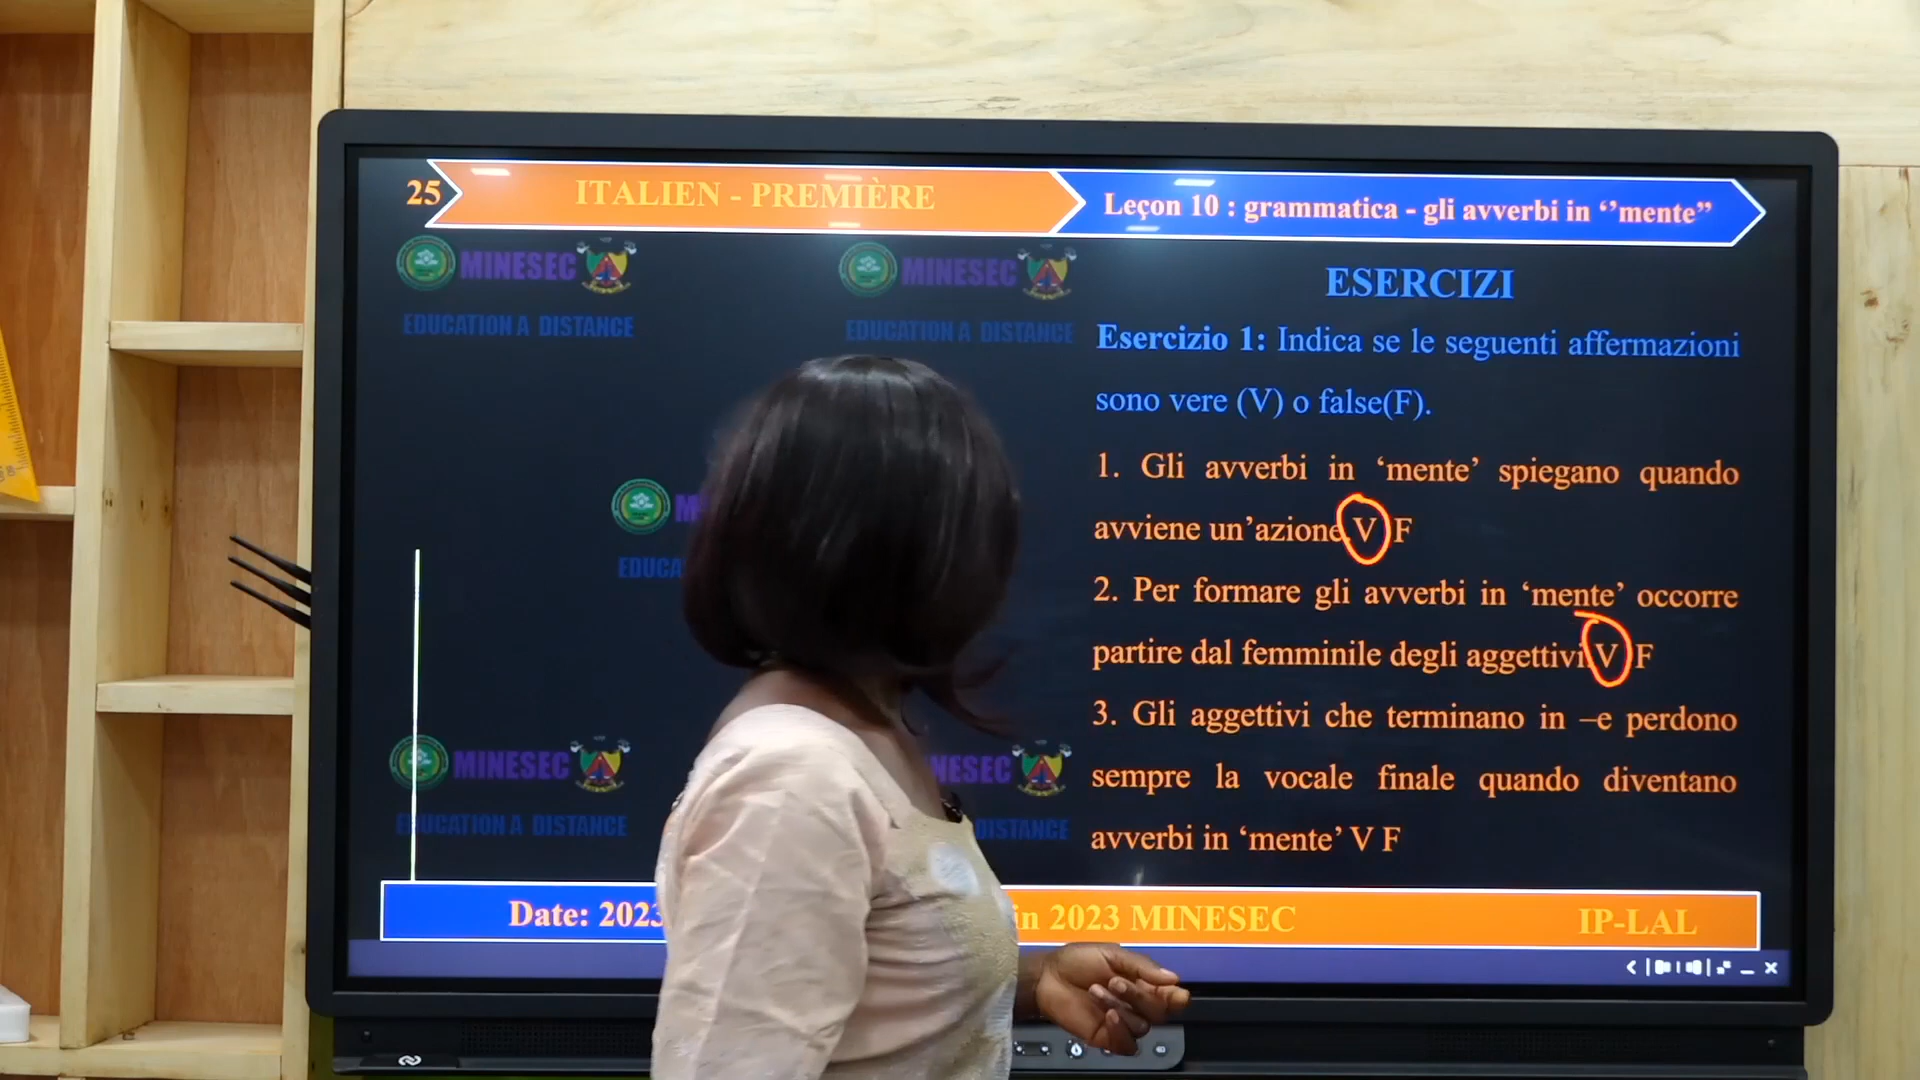 25
ITALIEN - PREMIÈRE
Leçon 10 : grammatica - gli avverbi in ‘’mente”
MINESEC
EDUCATION A DISTANCE
MINESEC
EDUCATION A DISTANCE
ESERCIZI
Esercizio 1: Indica se le seguenti affermazioni
sono vere (V) o false(F).
1. Gli avverbi in ‘mente’ spiegano quando
avviene un’azione V F
2. Per formare gli avverbi in ‘mente’ occorre
partire dal femminile degli aggettivi V F
3. Gli aggettivi che terminano in –e perdono
sempre la vocale finale quando diventano
avverbi in ‘mente’ V F
MINESEC
EDUCATION A DISTANCE
DISTANCE
Date: 2023
in 2023 MINESEC
IP-LAL